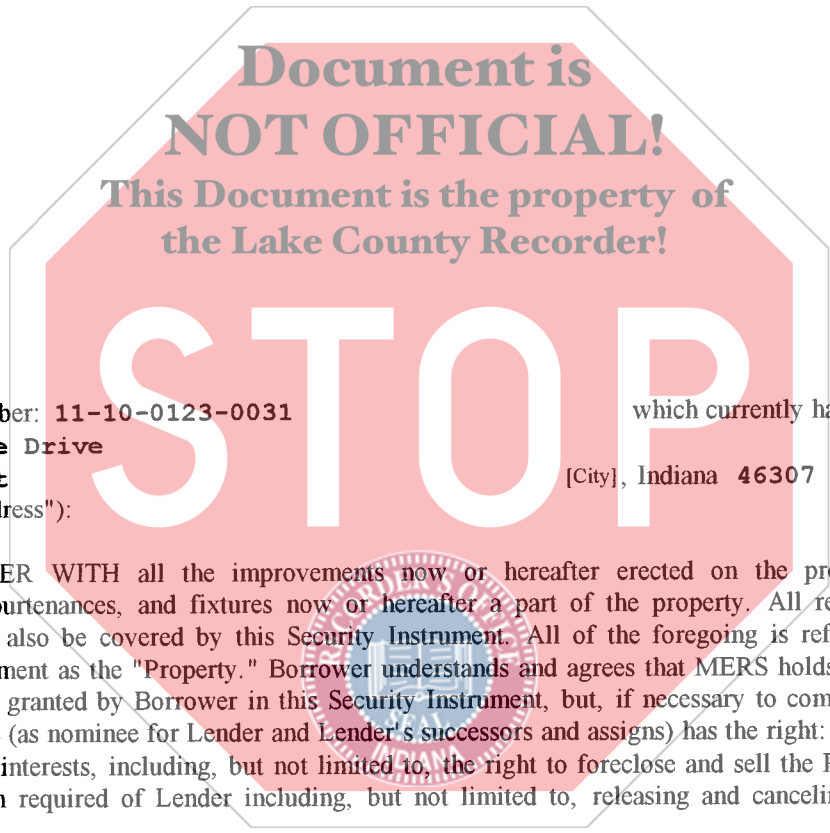 Document is
NOT OFFICIAL!
This Document is the property of
the Lake County Recorder!
STOP
ber: 11-10-0123-0031 which currently ha
e Drive
t [City], Indiana 46307
dress"):
ER WITH all the improvements now or hereafter erected on the pro
purtenances, and fixtures now or hereafter a part of the property. All re
also be covered by this Security Instrument. All of the foregoing is ref
ment as the "Property." Borrower understands and agrees that MERS holds
granted by Borrower in this Security Instrument, but, if necessary to com
(as nominee for Lender and Lender's successors and assigns) has the right:
interests, including, but not limited to, the right to foreclose and sell the P
n required of Lender including, but not limited to, releasing and cancelin
RECORDER'S OFFICE
SEAL
INDIANA